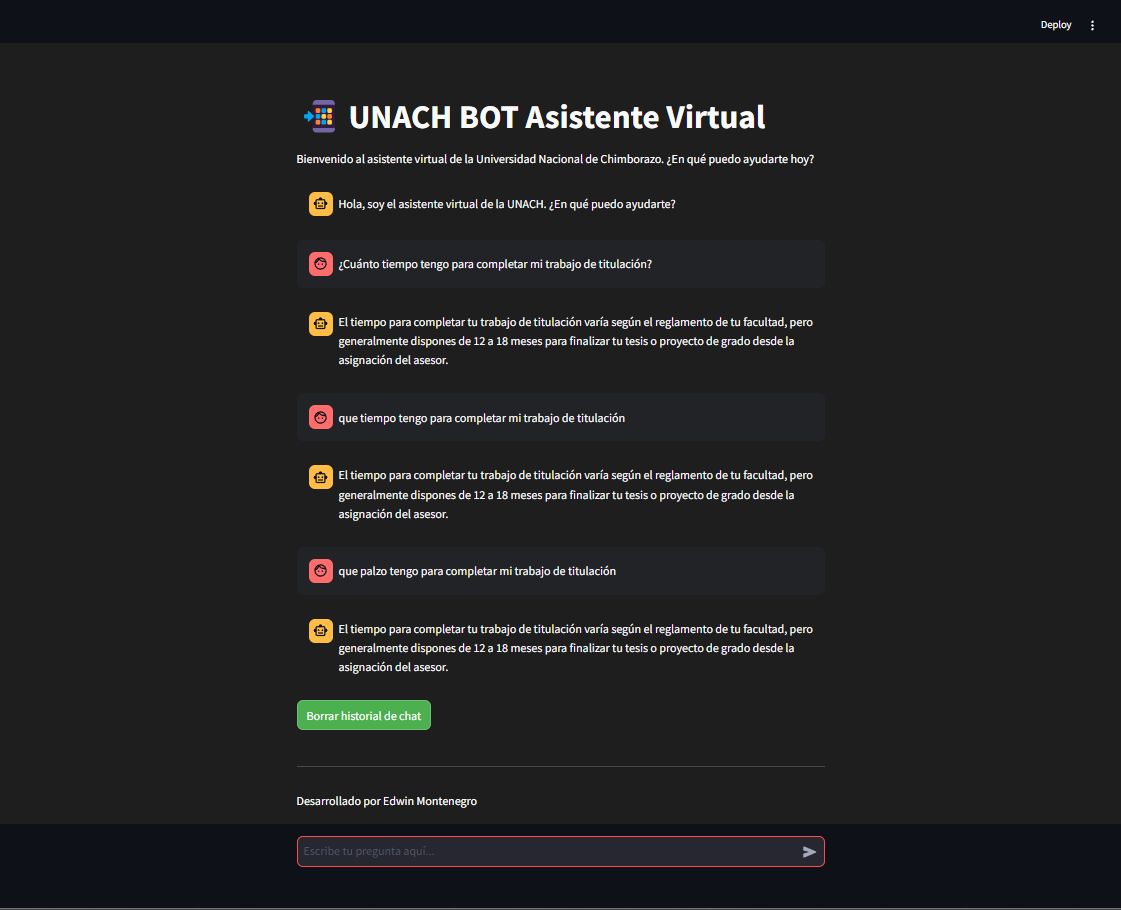 Deploy
UNACH BOT Asistente Virtual
Bienvenido al asistente virtual de la Universidad Nacional de Chimborazo. ¿En qué puedo ayudarte hoy?
Hola, soy el asistente virtual de la UNACH. ¿En qué puedo ayudarte?
¿Cuánto tiempo tengo para completar mi trabajo de titulación?
El tiempo para completar tu trabajo de titulación varía según el reglamento de tu facultad, pero
generalmente dispones de 12 a 18 meses para finalizar tu tesis o proyecto de grado desde la
asignación del asesor.
que tiempo tengo para completar mi trabajo de titulación
El tiempo para completar tu trabajo de titulación varía según el reglamento de tu facultad, pero
generalmente dispones de 12 a 18 meses para finalizar tu tesis o proyecto de grado desde la
asignación del asesor.
que palzo tengo para completar mi trabajo de titulación
El tiempo para completar tu trabajo de titulación varía según el reglamento de tu facultad, pero
generalmente dispones de 12 a 18 meses para finalizar tu tesis o proyecto de grado desde la
asignación del asesor.
Borrar historial de chat
Desarrollado por Edwin Montenegro
Escribe tu pregunta aquí...